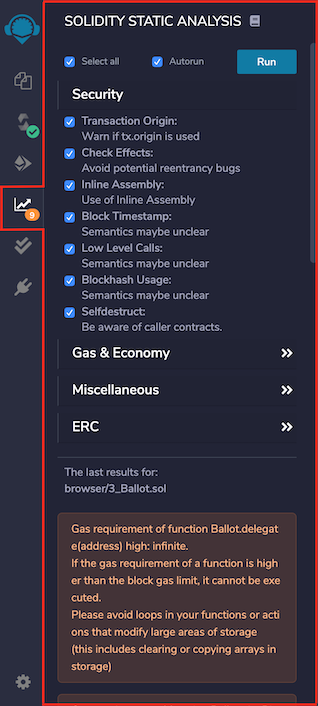 SOLIDITY STATIC ANALYSIS
Select all
Autorun
Run
Security
Transaction Origin:
Warn if tx.origin is used
Check Effects:
Avoid potential reentrancy bugs
Inline Assembly:
Use of Inline Assembly
Block Timestamp:
Semantics maybe unclear
Low Level Calls:
Semantics maybe unclear
Blockhash Usage:
Semantics maybe unclear
Selfdestruct:
Be aware of caller contracts.
9
Gas & Economy
Miscellaneous
ERC
The last results for:
browser/3_Ballot.sol
Gas requirement of function Ballot.delegat
e(address) high: infinite.
If the gas requirement of a function is high
er than the block gas limit, it cannot be exe
cuted.
Please avoid loops in your functions or acti
ons that modify large areas of storage
(this includes clearing or copying arrays in
storage)